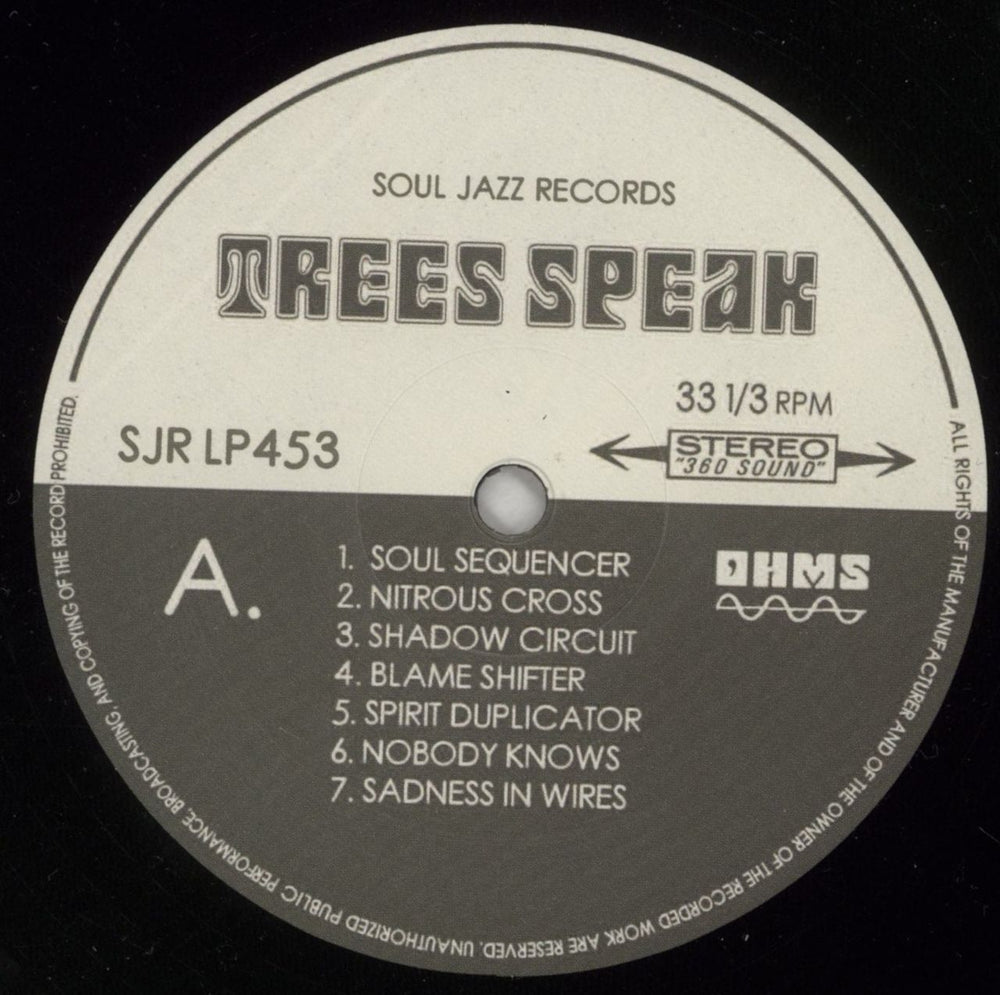 SOUL JAZZ RECORDS
TREES SPEAK
33 1/3 RPM
SJR LP453
STEREO
"360 SOUND"
A.
1. SOUL SEQUENCER
2. NITROUS CROSS
3. SHADOW CIRCUIT
4. BLAME SHIFTER
5. SPIRIT DUPLICATOR
6. NOBODY KNOWS
7. SADNESS IN WIRES
OHMS
ALL RIGHTS OF THE MANUFACTURER AND OF THE OWNER OF THE RECORDED WORK ARE RESERVED. UNAUTHORIZED PUBLIC PERFORMANCE, BROADCASTING, AND COPYING OF THE RECORD PROHIBITED.